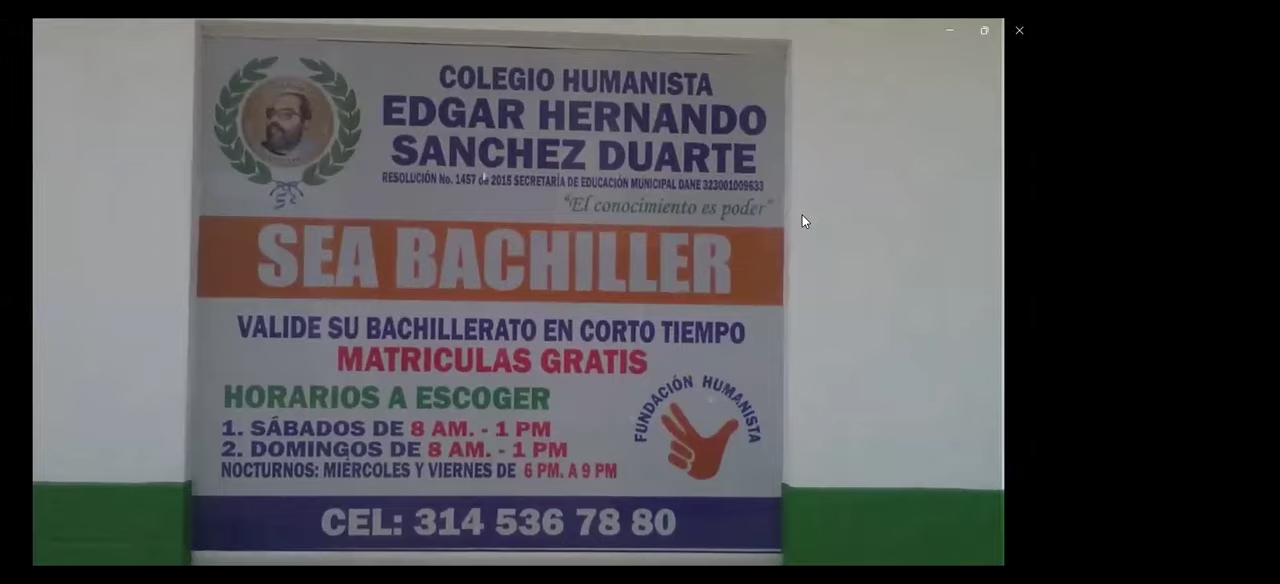 COLEGIO HUMANISTA
EDGAR HERNANDO
SANCHEZ DUARTE
RESOLUCIÓN No. 1457 de 2015 SECRETARÍA DE EDUCACIÓN MUNICIPAL DANE 323001009633
"El conocimiento es poder"
SEA BACHILLER
VALIDE SU BACHILLERATO EN CORTO TIEMPO
MATRICULAS GRATIS
HORARIOS A ESCOGER
FUNDACIÓN HUMANISTA
1. SÁBADOS DE 8 AM. - 1 PM
2. DOMINGOS DE 8 AM. - 1 PM
NOCTURNOS: MIÉRCOLES Y VIERNES DE 6 PM. A 9 PM
CEL: 314 536 78 80